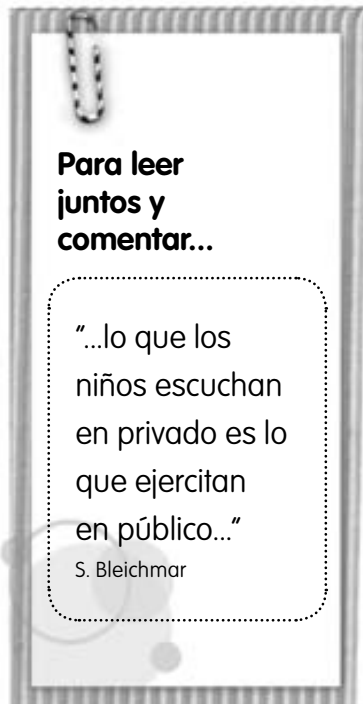 Para leer
juntos y
comentar...
"...lo que los
niños escuchan
en privado es lo
que ejercitan
en público..."
S. Bleichmar